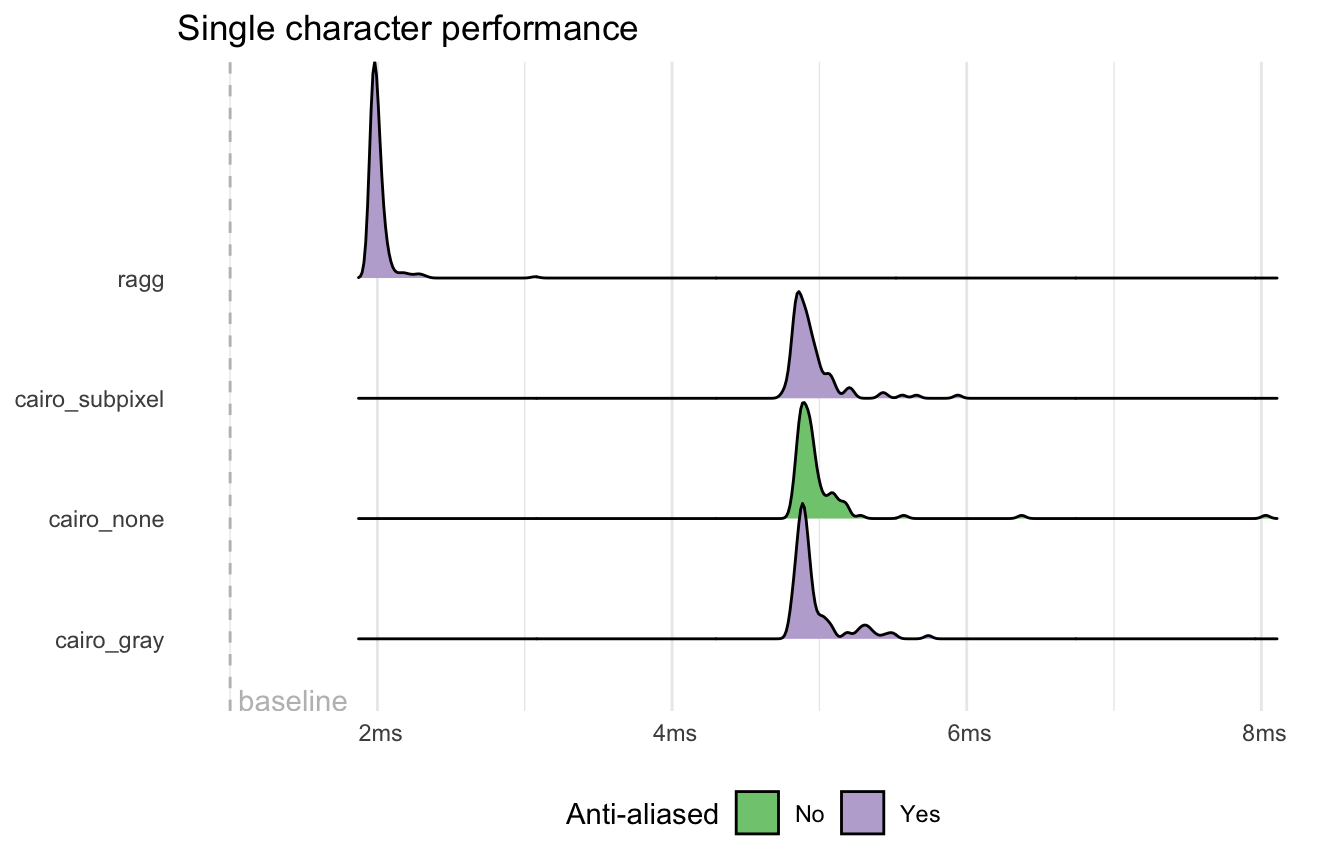 Single character performance
ragg
cairo_subpixel
cairo_none
cairo_gray
baseline
2ms 4ms 6ms 8ms
Anti-aliased No Yes